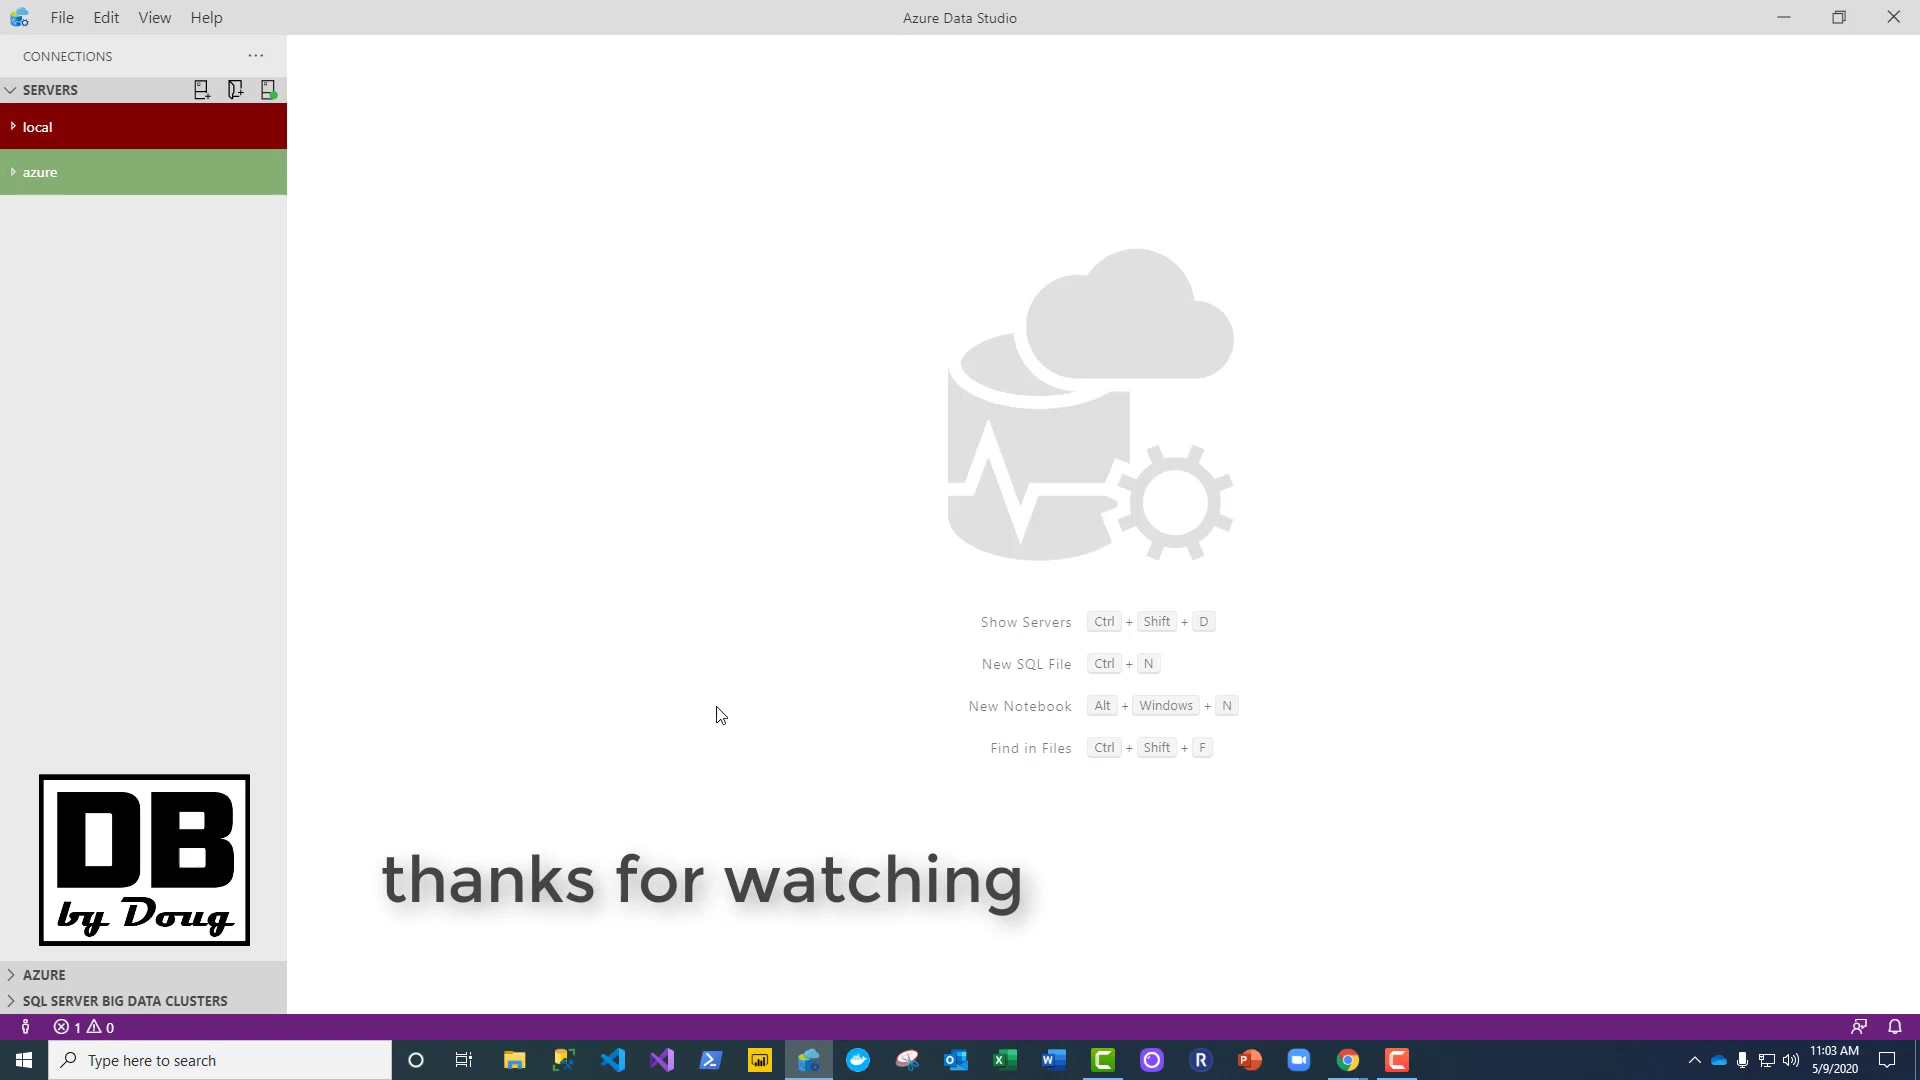 File Edit View Help
Azure Data Studio
CONNECTIONS
SERVERS
local
azure
Show Servers Ctrl + Shift + D
New SQL File Ctrl + N
New Notebook Alt + Windows + N
Find in Files Ctrl + Shift + F
DB
by Doug
thanks for watching
AZURE
SQL SERVER BIG DATA CLUSTERS
1 0
Type here to search
11:03 AM
5/9/2020